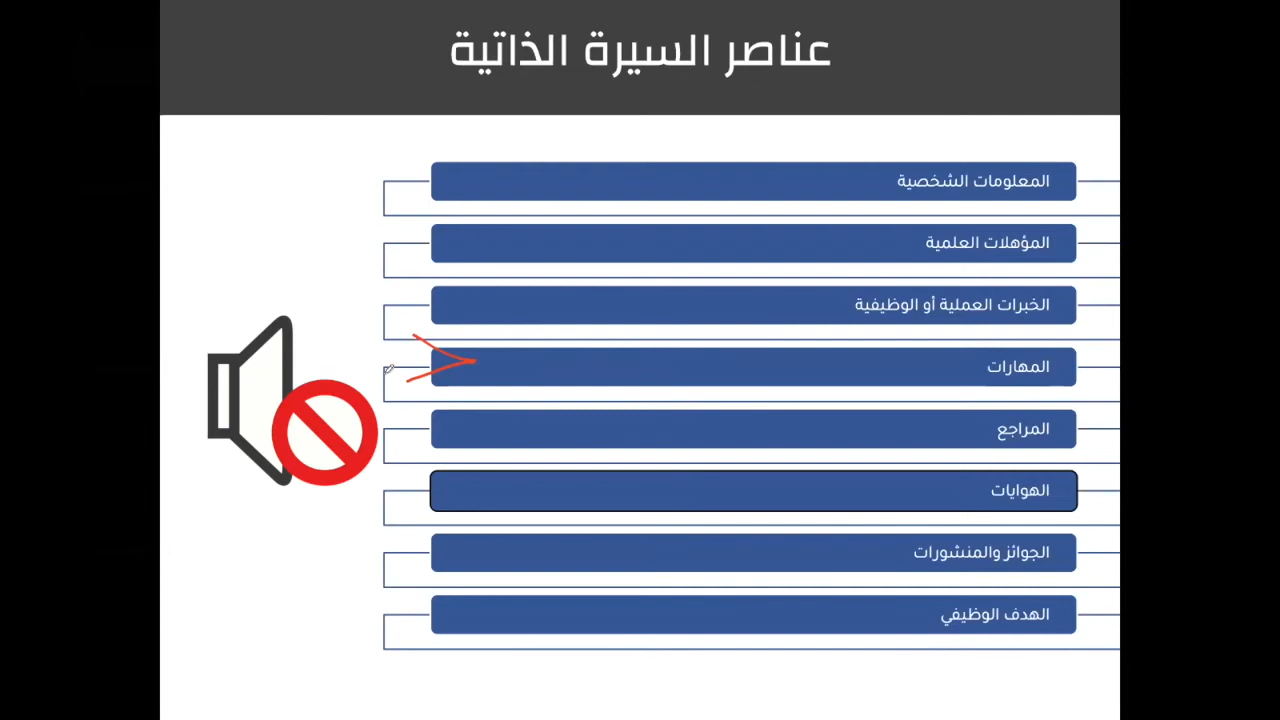 عناصر السيرة الذاتية
المعلومات الشخصية
المؤهلات العلمية
الخبرات العملية أو الوظيفية
المهارات
المراجع
الهوايات
الجوائز والمنشورات
الهدف الوظيفي